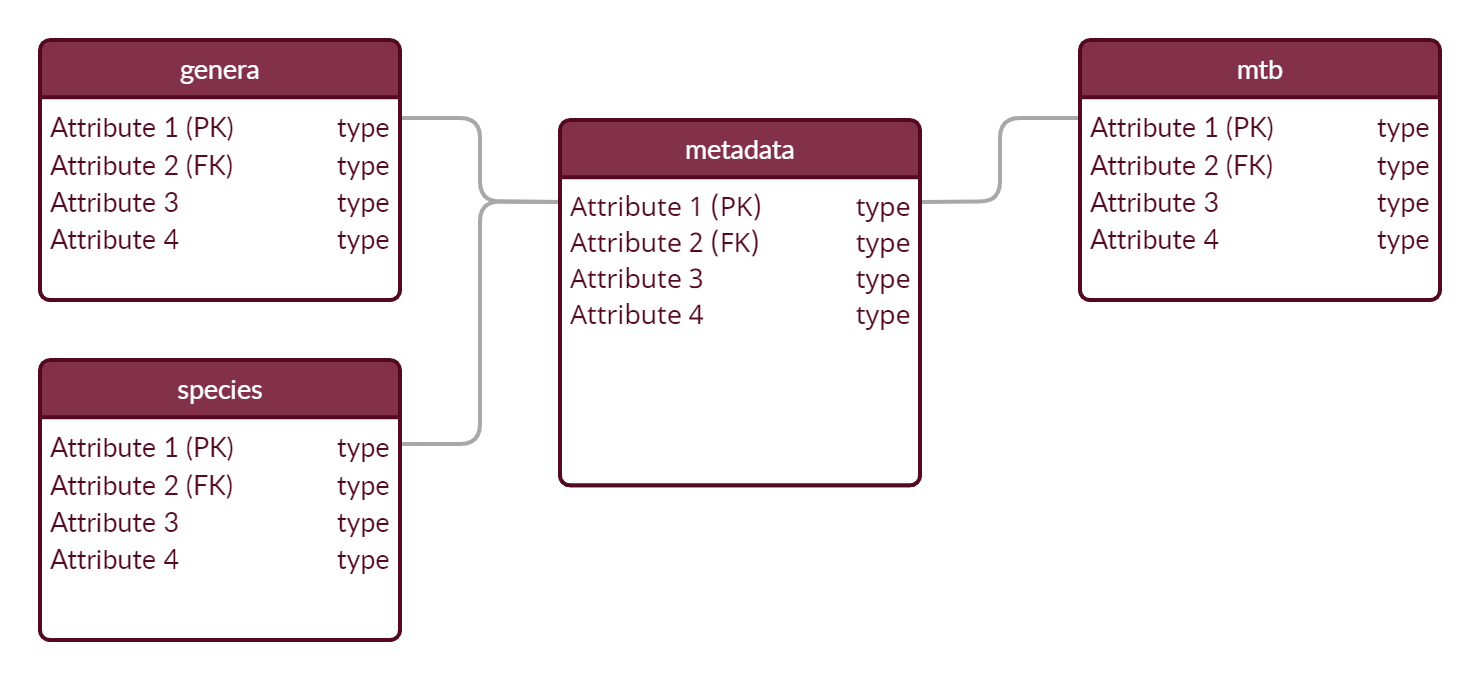 genera
Attribute 1 (PK) type
Attribute 2 (FK) type
Attribute 3 type
Attribute 4 type
species
Attribute 1 (PK) type
Attribute 2 (FK) type
Attribute 3 type
Attribute 4 type
metadata
Attribute 1 (PK) type
Attribute 2 (FK) type
Attribute 3 type
Attribute 4 type
mtb
Attribute 1 (PK) type
Attribute 2 (FK) type
Attribute 3 type
Attribute 4 type